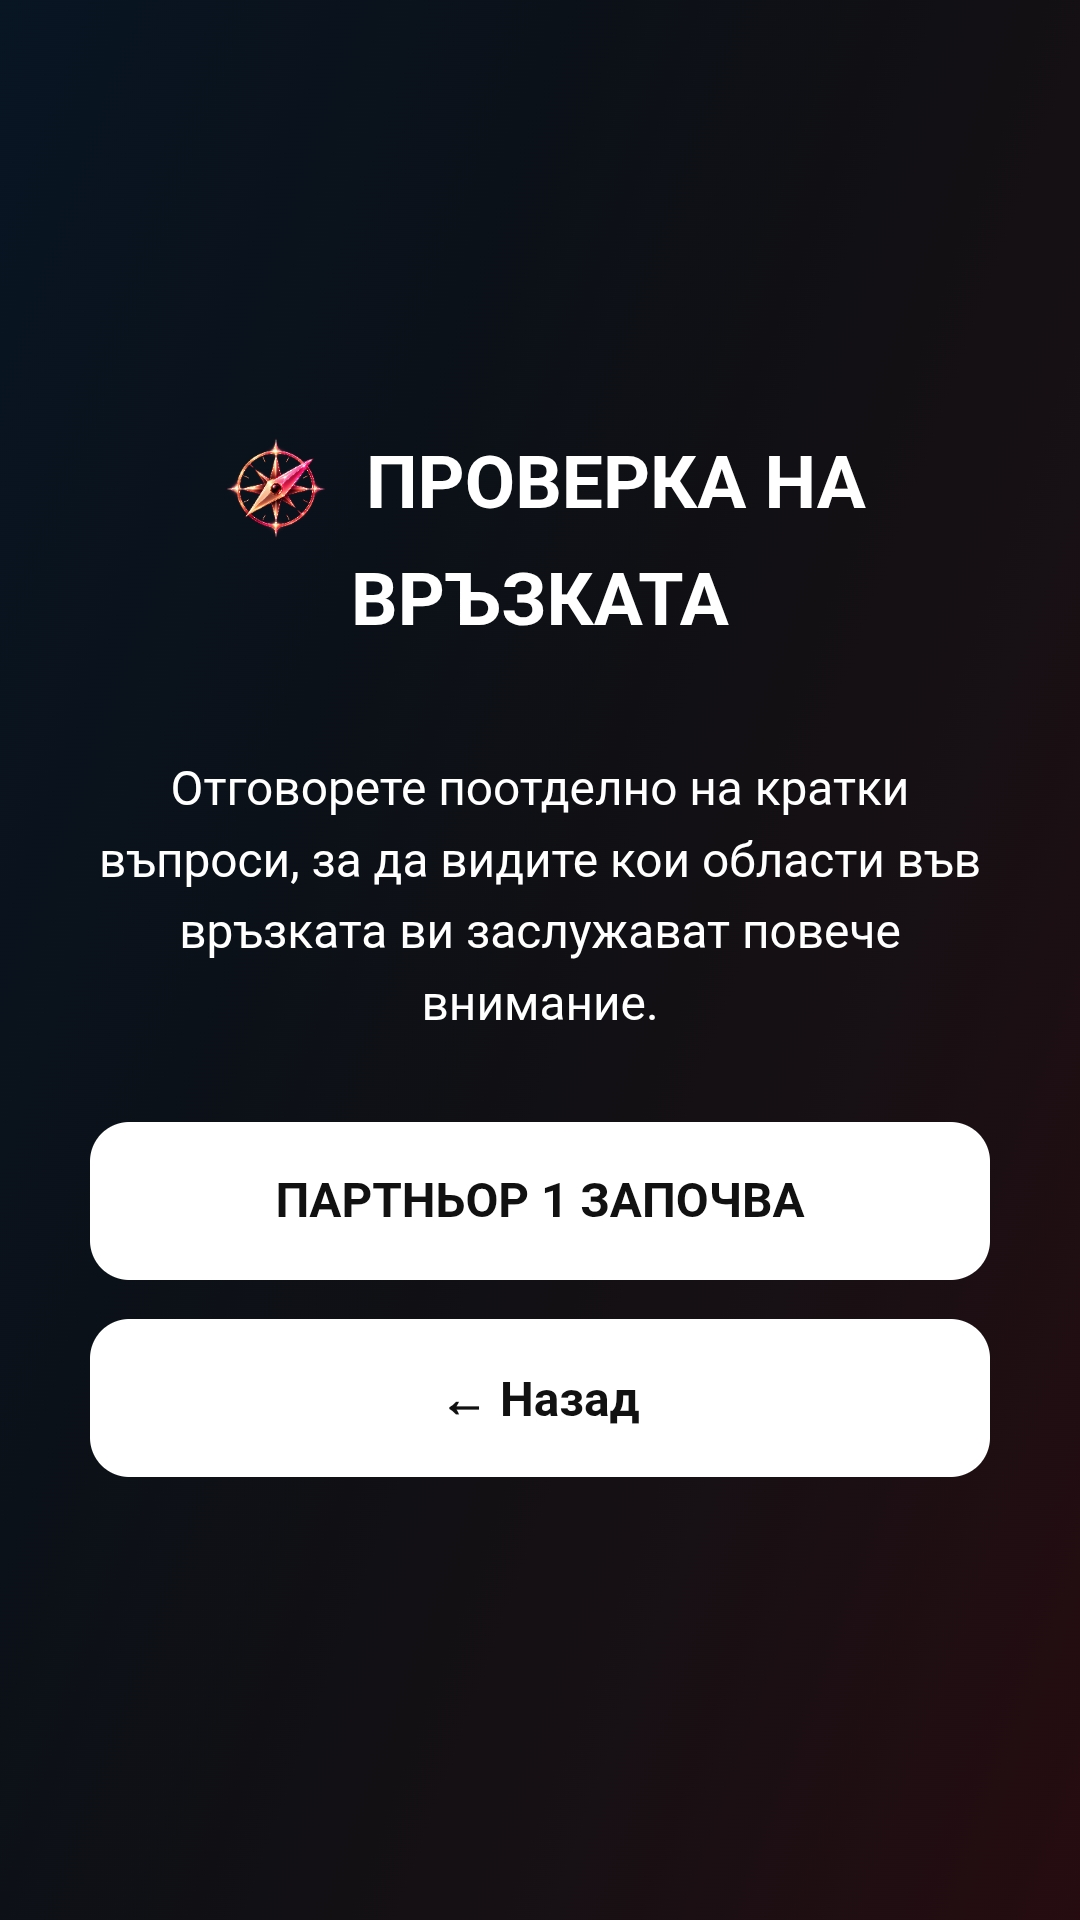 ПРОВЕРКА НА
ВРЪЗКАТА
Отговорете поотделно на кратки
въпроси, за да видите кои области във
връзката ви заслужават повече
внимание.
ПАРТНЬОР 1 ЗАПОЧВА
← Назад